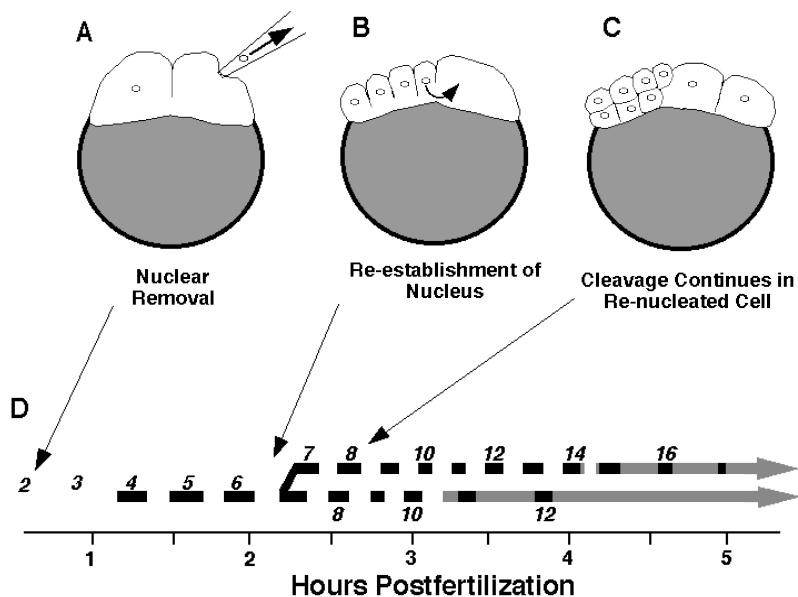 A
B
C
Nuclear
Removal
Re-establishment of
Nucleus
Cleavage Continues in
Re-nucleated Cell
D
7 8 10 12 14 16
2 3 4 5 6
8 10 12
1 2 3 4 5
Hours Postfertilization